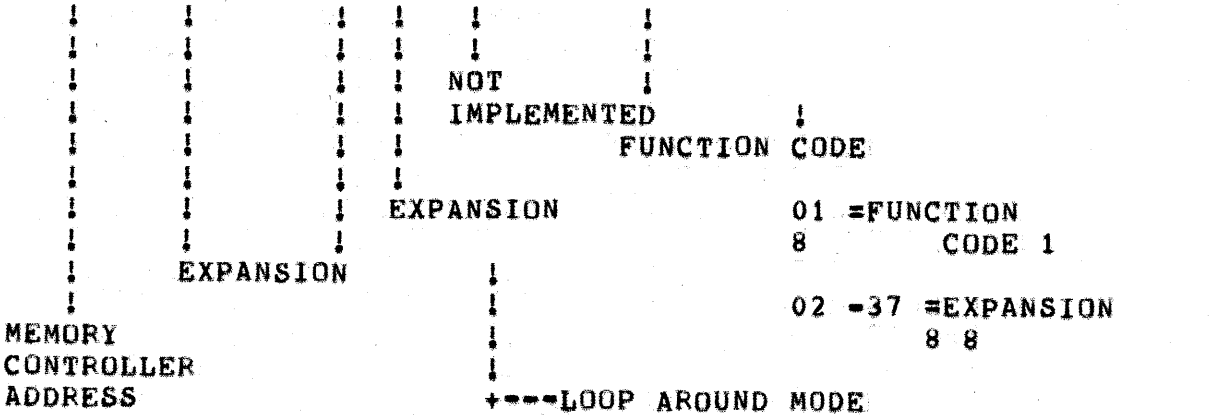 !         !             !    !      !              !
!         !             !    !      !              !
!         !             !    !    NOT              !
!         !             !    !    IMPLEMENTED            !
!         !             !    !                   FUNCTION CODE
!         !             !    !
!         !             !   EXPANSION                    01 =FUNCTION
!         !             !                                8      CODE 1
!        EXPANSION                  !
!                                   !                    02 -37 =EXPANSION
MEMORY                              !                           8 8
CONTROLLER                          !
ADDRESS                             +---LOOP AROUND MODE